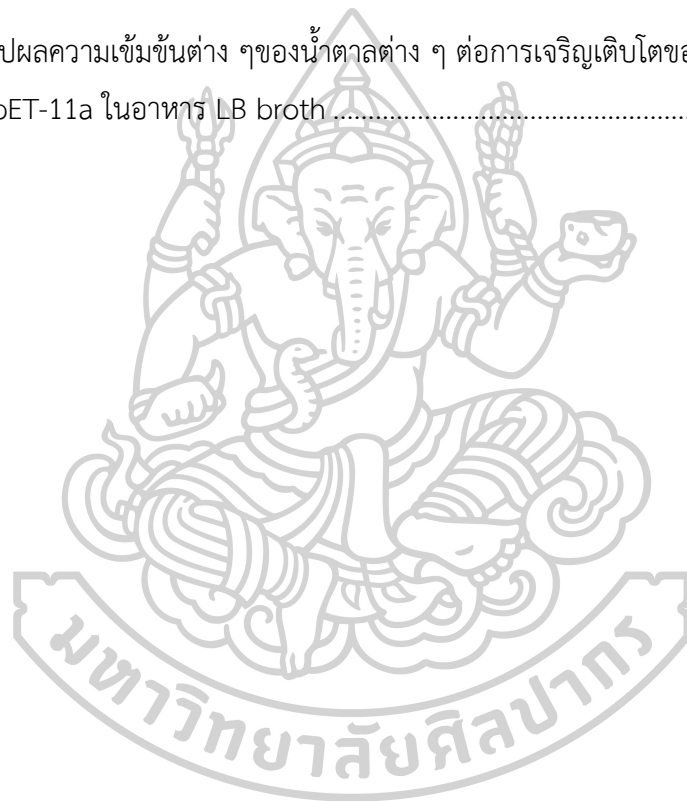 ปผลความเข้มข้นต่าง ๆของน้ำตาลต่าง ๆ ต่อการเจริญเติบโตขอ
pET-11a ในอาหาร LB broth ................................................
มหาวิทยาลัยศิลปากร